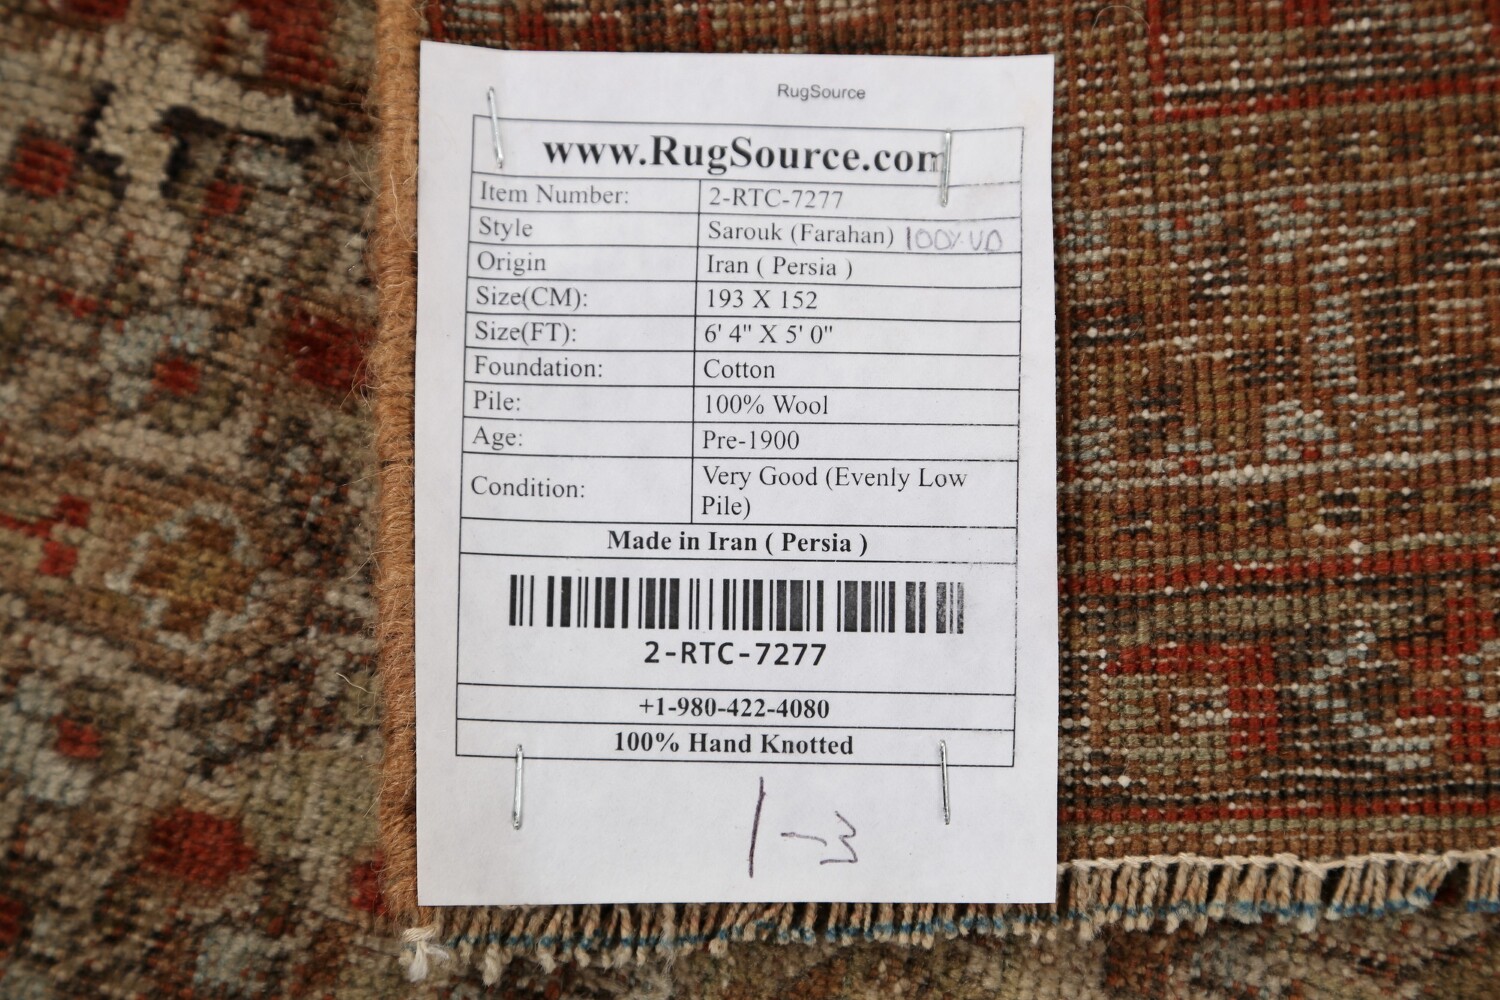 RugSource
www.RugSource.com
Item Number: 2-RTC-7277
Style Sarouk (Farahan) 100% VD
Origin Iran ( Persia )
Size(CM): 193 X 152
Size(FT): 6' 4" X 5' 0"
Foundation: Cotton
Pile: 100% Wool
Age: Pre-1900
Condition: Very Good (Evenly Low
Pile)
Made in Iran ( Persia )
2-RTC-7277
+1-980-422-4080
100% Hand Knotted